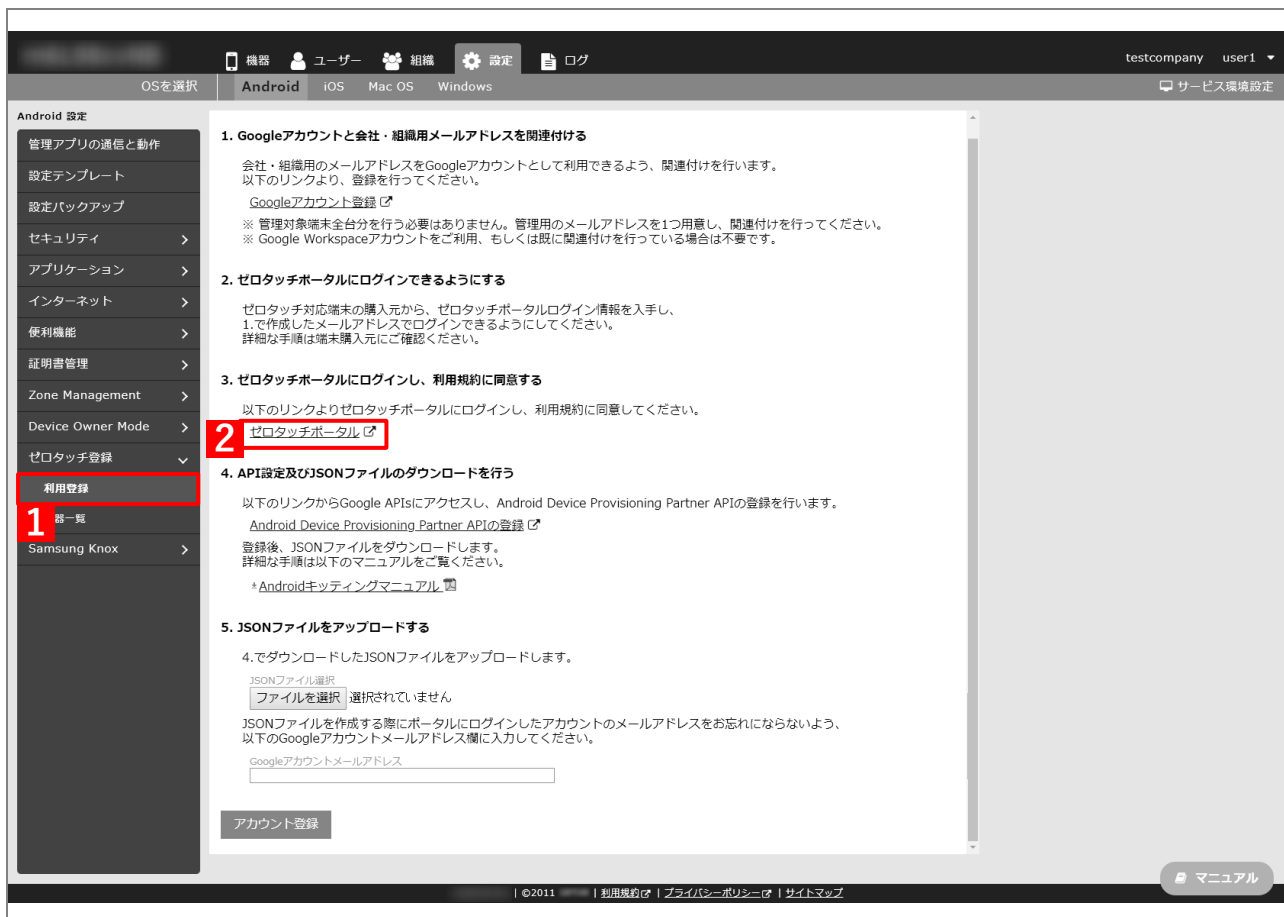 機器 ユーザー 組織 設定 ログ
testcompany user1
OSを選択 Android iOS Mac OS Windows
サービス環境設定
Android 設定
管理アプリの通信と動作
設定テンプレート
設定バックアップ
セキュリティ
アプリケーション
インターネット
便利機能
証明書管理
Zone Management
Device Owner Mode
ゼロタッチ登録
利用登録
1
器一覧
Samsung Knox
1. Googleアカウントと会社・組織用メールアドレスを関連付ける
会社・組織用のメールアドレスをGoogleアカウントとして利用できるよう、関連付けを行います。
以下のリンクより、登録を行ってください。
Googleアカウント登録
※ 管理対象端末全台分を行う必要はありません。管理用のメールアドレスを1つ用意し、関連付けを行ってください。
※ Google Workspaceアカウントをご利用、もしくは既に関連付けを行っている場合は不要です。
2. ゼロタッチポータルにログインできるようにする
ゼロタッチ対応端末の購入元から、ゼロタッチポータルログイン情報を入手し、
1.で作成したメールアドレスでログインできるようにしてください。
詳細な手順は端末購入元にご確認ください。
3. ゼロタッチポータルにログインし、利用規約に同意する
以下のリンクよりゼロタッチポータルにログインし、利用規約に同意してください。
2
ゼロタッチポータル
4. API設定及びJSONファイルのダウンロードを行う
以下のリンクからGoogle APIsにアクセスし、Android Device Provisioning Partner APIの登録を行います。
Android Device Provisioning Partner APIの登録
登録後、JSONファイルをダウンロードします。
詳細な手順は以下のマニュアルをご覧ください。
Androidキッティングマニュアル
5. JSONファイルをアップロードする
4.でダウンロードしたJSONファイルをアップロードします。
JSONファイル選択
ファイルを選択 選択されていません
JSONファイルを作成する際にポータルにログインしたアカウントのメールアドレスをお忘れにならないよう、
以下のGoogleアカウントメールアドレス欄に入力してください。
Googleアカウントメールアドレス
アカウント登録
マニュアル
| ©2011 | 利用規約 | プライバシーポリシー | サイトマップ